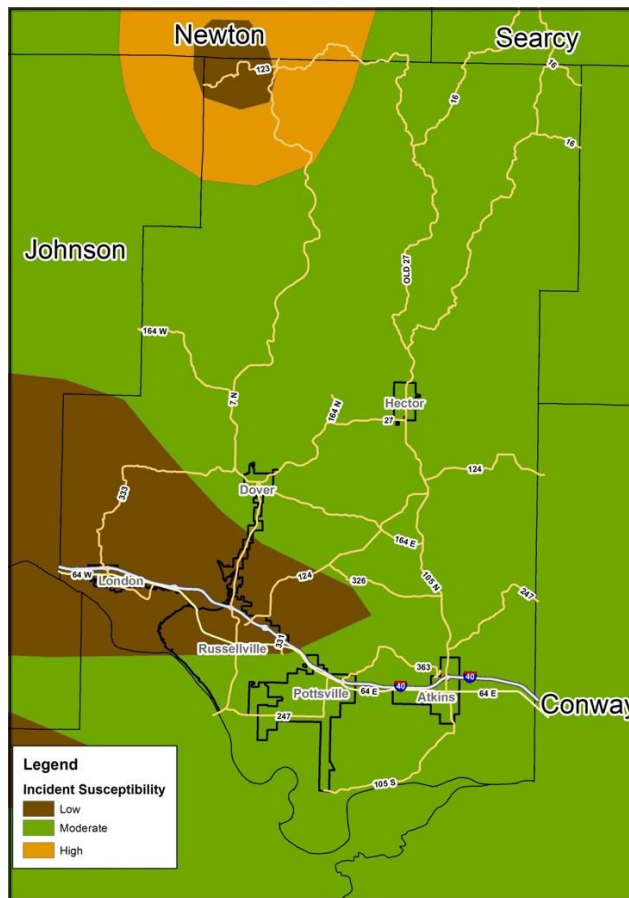 Newton
Searcy
123
16
16
16
Johnson
OLD 27
164 W
7 N
164 N
Hector
27
124
333
Dover
164 E
64 W
London
124
326
105 N
247
331
Russellville
363
Pottsville
64 E
40
Atkins
40
64 E
Conway
247
105 S
Legend
Incident Susceptibility
Low
Moderate
High